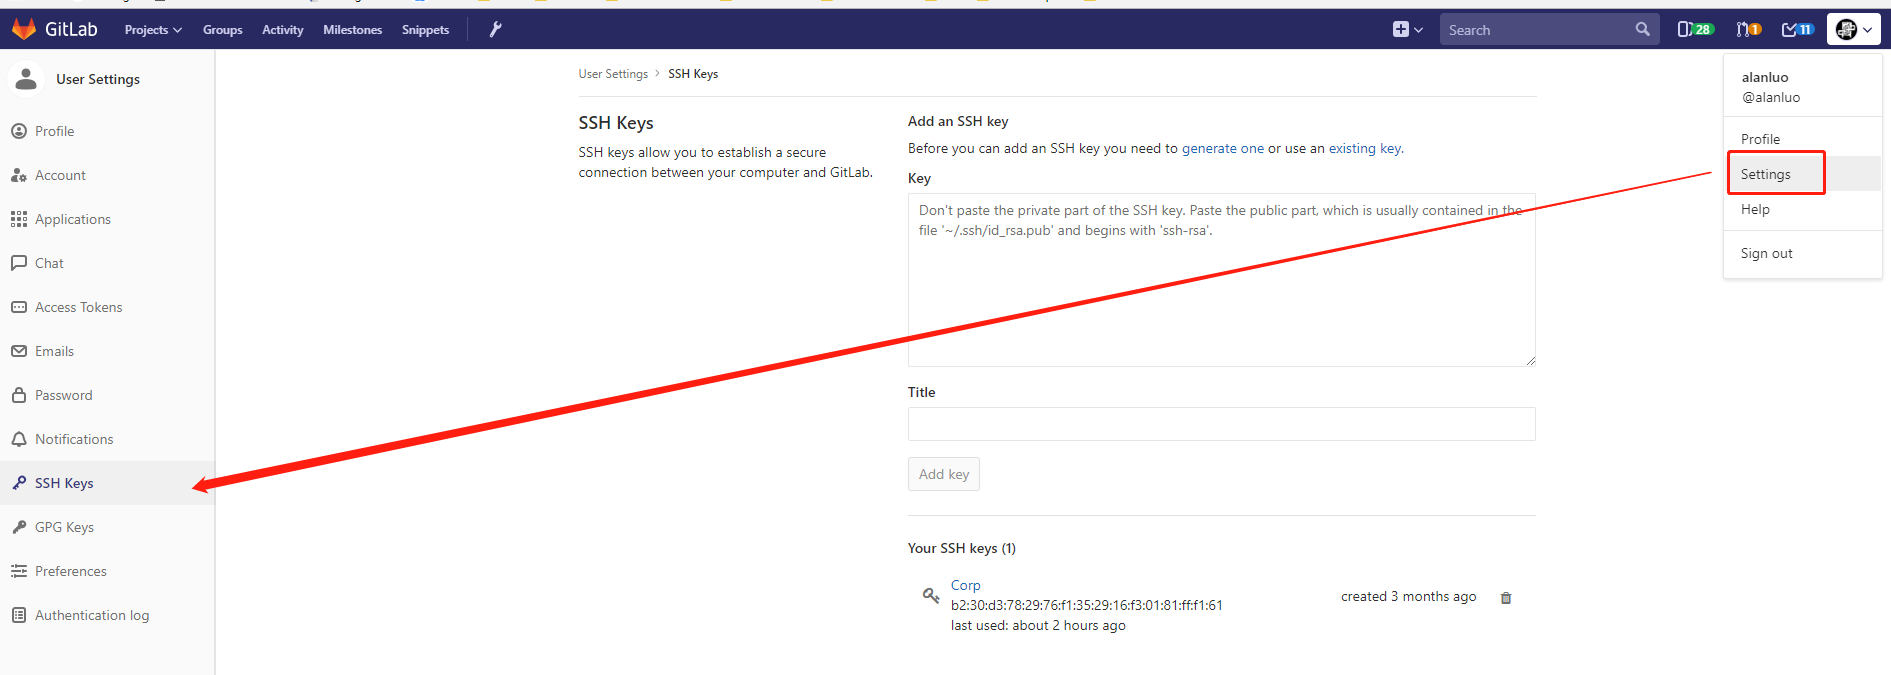 GitLab Projects Groups Activity Milestones Snippets Search 28 1 11
User Settings
Profile
Account
Applications
Chat
Access Tokens
Emails
Password
Notifications
SSH Keys
GPG Keys
Preferences
Authentication log
User Settings > SSH Keys
SSH Keys
SSH keys allow you to establish a secure
connection between your computer and GitLab.
Add an SSH key
Before you can add an SSH key you need to generate one or use an existing key.
Key
Don't paste the private part of the SSH key. Paste the public part, which is usually contained in the
file '~/.ssh/id_rsa.pub' and begins with 'ssh-rsa'.
Title
Add key
Your SSH keys (1)
Corp
b2:30:d3:78:29:76:f1:35:29:16:f3:01:81:ff:f1:61
last used: about 2 hours ago
created 3 months ago
alanluo
@alanluo
Profile
Settings
Help
Sign out